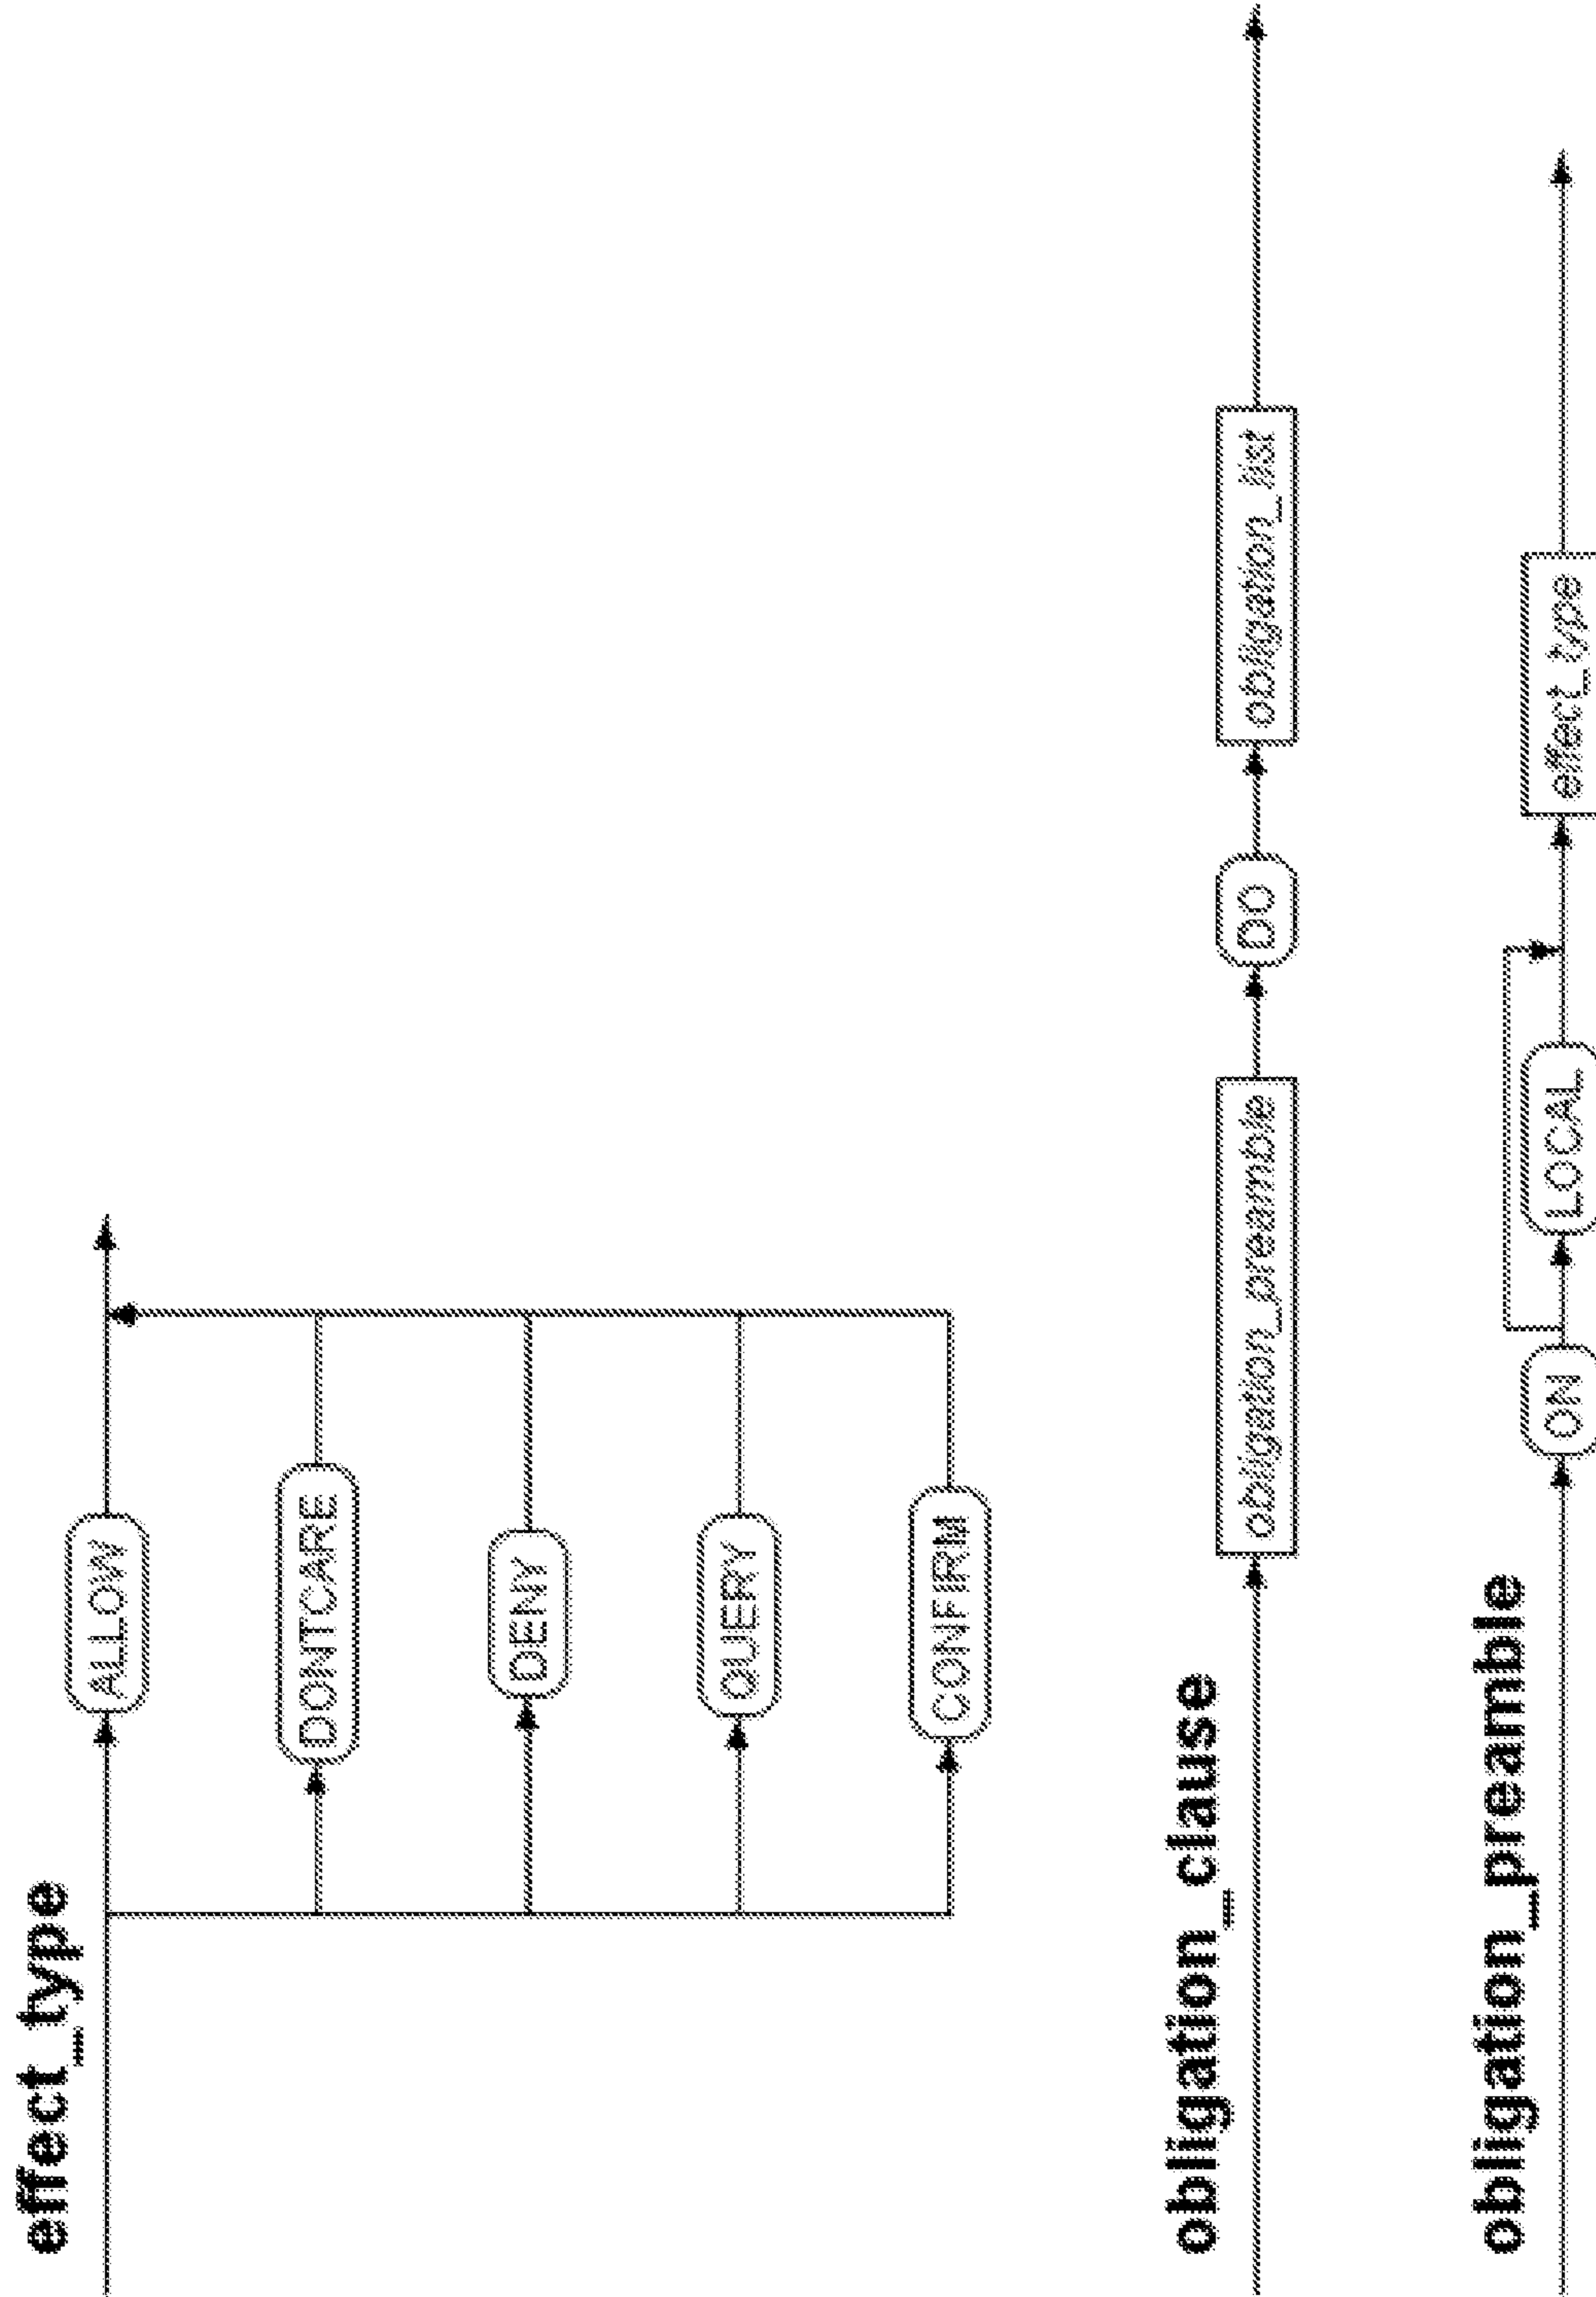 effect_type
ALLOW
DONTCARE
DENY
QUERY
CONFIRM
obligation_clause
obligation_preamble DO obligation_list
obligation_preamble
ON LOCAL effect_type